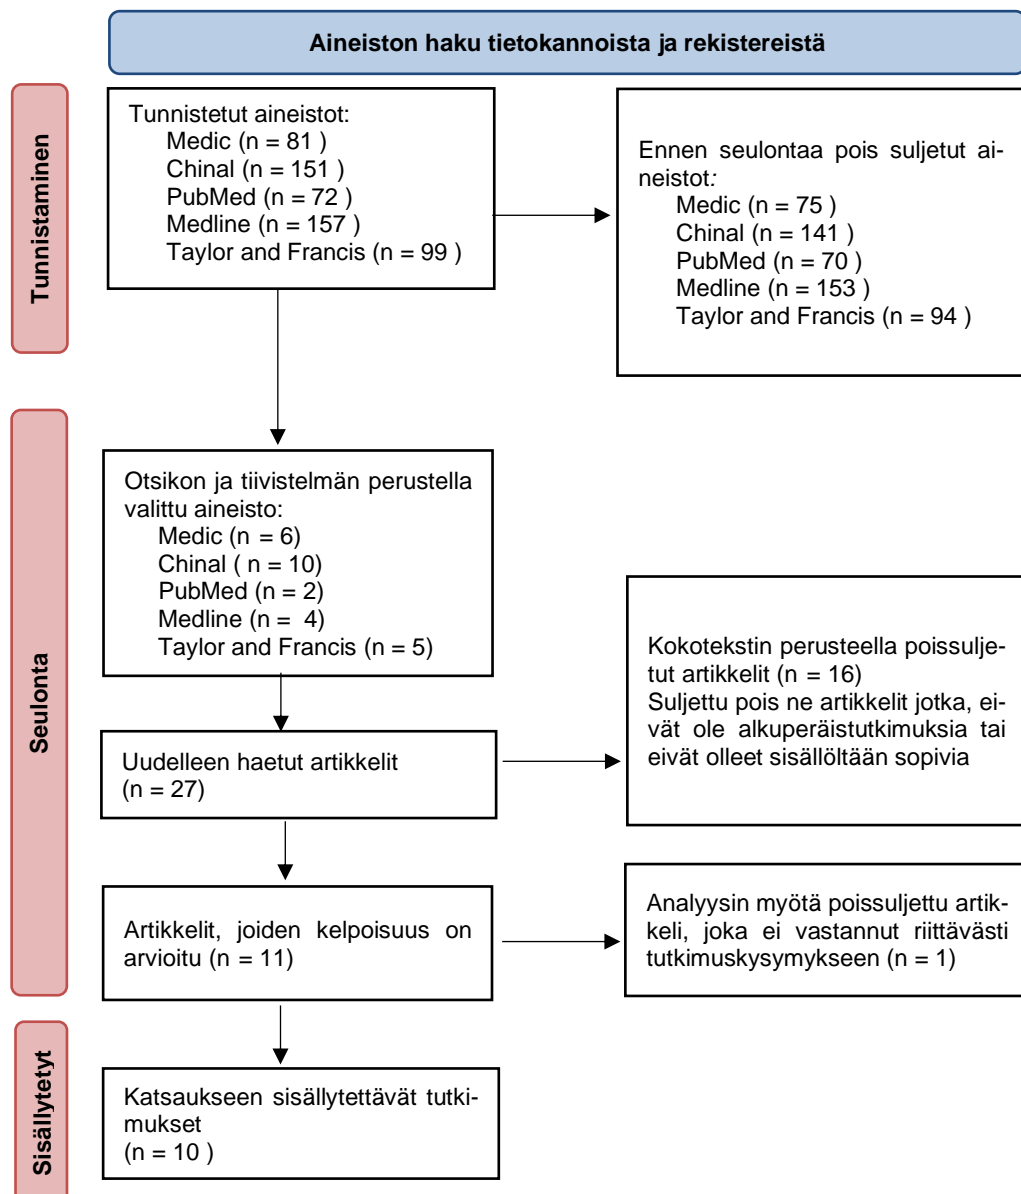 Aineiston haku tietokannoista ja rekistereistä
Tunnistaminen
Tunnistetut aineistot:
Medic (n = 81 )
Chinal (n = 151 )
PubMed (n = 72 )
Medline (n = 157 )
Taylor and Francis (n = 99 )
Ennen seulontaa pois suljetut ai-
neistot:
Medic (n = 75 )
Chinal (n = 141 )
PubMed (n = 70 )
Medline (n = 153 )
Taylor and Francis (n = 94 )
Seulonta
Otsikon ja tiivistelmän perustella
valittu aineisto:
Medic (n = 6)
Chinal ( n = 10)
PubMed (n = 2)
Medline (n =  4)
Taylor and Francis (n = 5)
Uudelleen haetut artikkelit
(n = 27)
Kokotekstin perusteella poissulje-
tut artikkelit (n = 16)
Suljettu pois ne artikkelit jotka, ei-
vät ole alkuperäistutkimuksia tai
eivät olleet sisällöltään sopivia
Artikkelit, joiden kelpoisuus on
arvioitu (n = 11)
Analyysin myötä poissuljettu artik-
keli, joka ei vastannut riittävästi
tutkimuskysymykseen (n = 1)
Sisällytetyt
Katsaukseen sisällytettävät tutki-
mukset
(n = 10 )